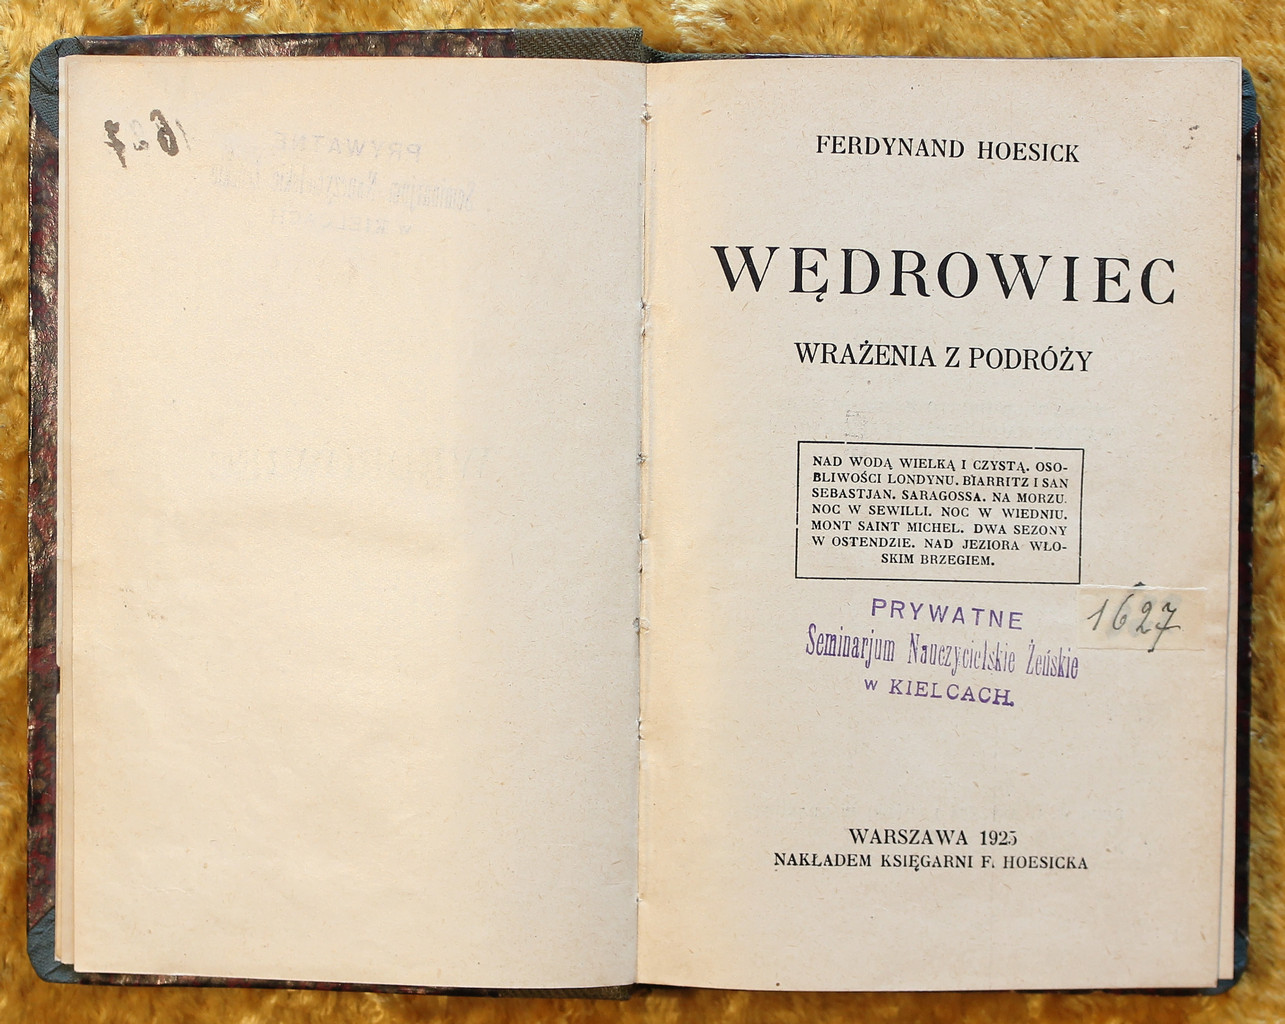 FERDYNAND HOESICK
WĘDROWIEC
WRAŻENIA Z PODRÓŻY
NAD WODĄ WIELKĄ I CZYSTĄ. OSO-
BLIWOŚCI LONDYNU. BIARRITZ I SAN
SEBASTJAN. SARAGOSSA. NA MORZU.
NOC W SEWILLI. NOC W WIEDNIU.
MONT SAINT MICHEL. DWA SEZONY
W OSTENDZIE. NAD JEZIORA WŁO-
SKIM BRZEGIEM.
1627
PRYWATNE
Seminarjum Nauczycielskie Żeńskie
w KIELCACH.
WARSZAWA 1925
NAKŁADEM KSIĘGARNI F. HOESICKA